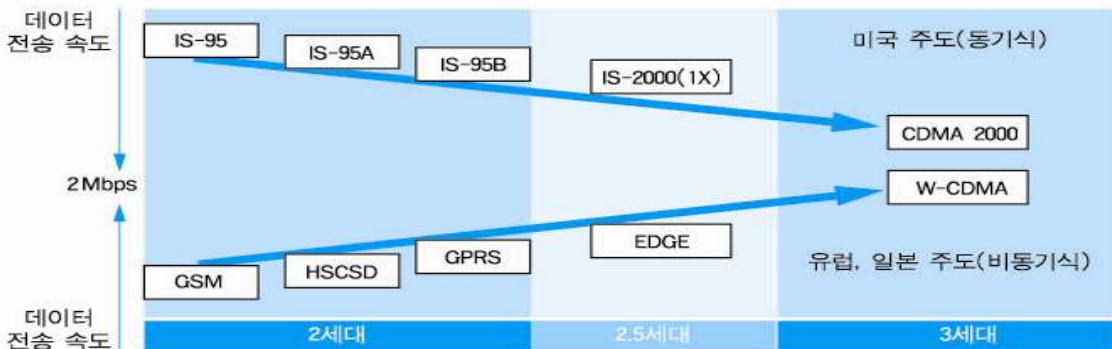 데이터
전송 속도
IS-95
IS-95A
IS-95B
IS-2000(1X)
미국 주도(동기식)
CDMA 2000
2Mbps
W-CDMA
GSM
HSCSD
GPRS
EDGE
유럽, 일본 주도(비동기식)
데이터
전송 속도
2세대
2.5세대
3세대